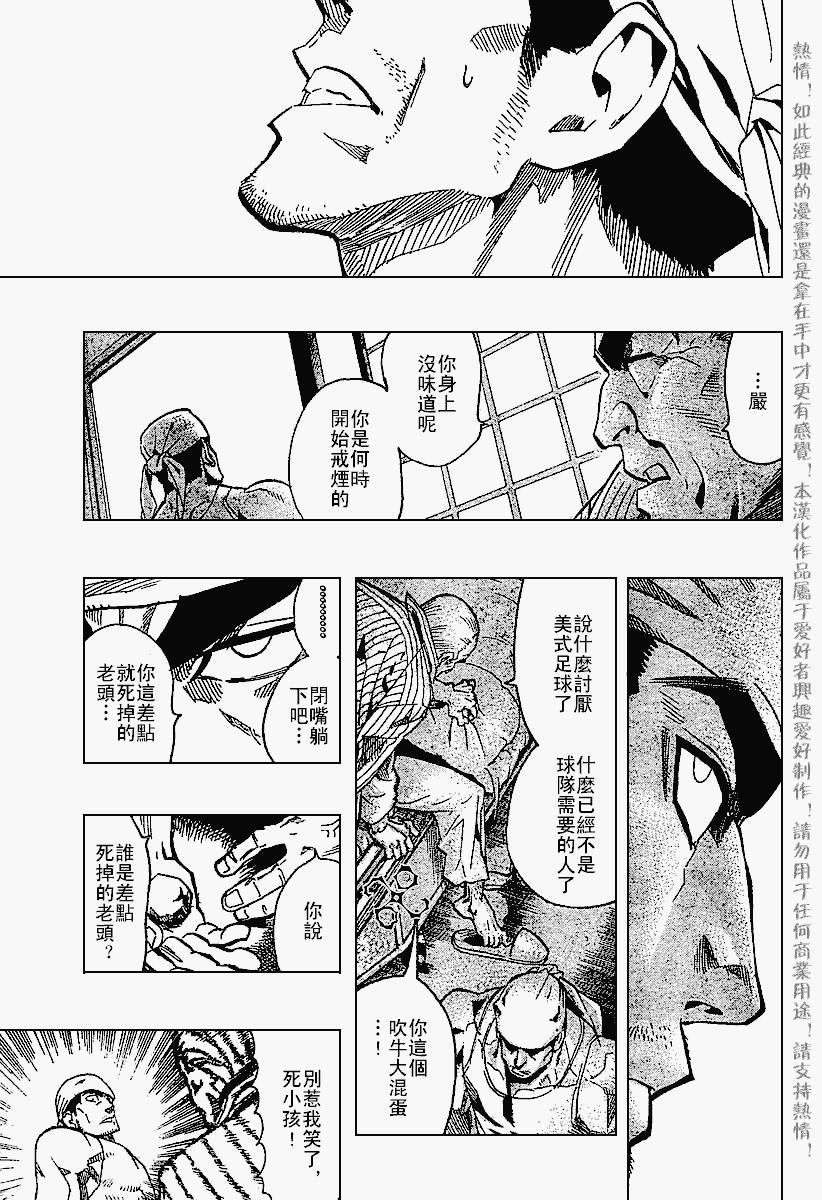 …嚴
你身上
沒味道呢
你是何時
開始戒煙的
說什麼討厭
美式足球了
什麼已經不是
球隊需要的人了
你這個
吹牛大混蛋
…！
………
閉嘴躺
下吧…
你這差點
就死掉的
老頭…
你說
誰是差點
死掉的老頭？
別惹我笑了，
死小孩！
熱情！如此經典的漫畫還是拿在手中才更有感覺！本漢化作品屬于愛好者興趣愛好制作！請勿用于任何商業用途！請支持熱情！